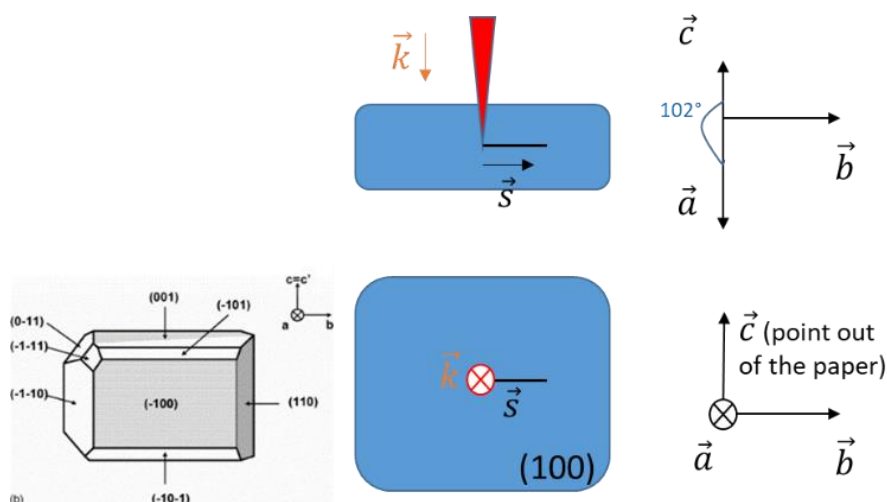 k⃗
s⃗
c⃗
102°
b⃗
a⃗
(001)
(-101)
(0-11)
(-1-11)
(-1-10)
(-100)
(110)
(-10-1)
(b)
c=c'
a
b
k⃗
s⃗
(100)
c⃗ (point out
of the paper)
a⃗
b⃗